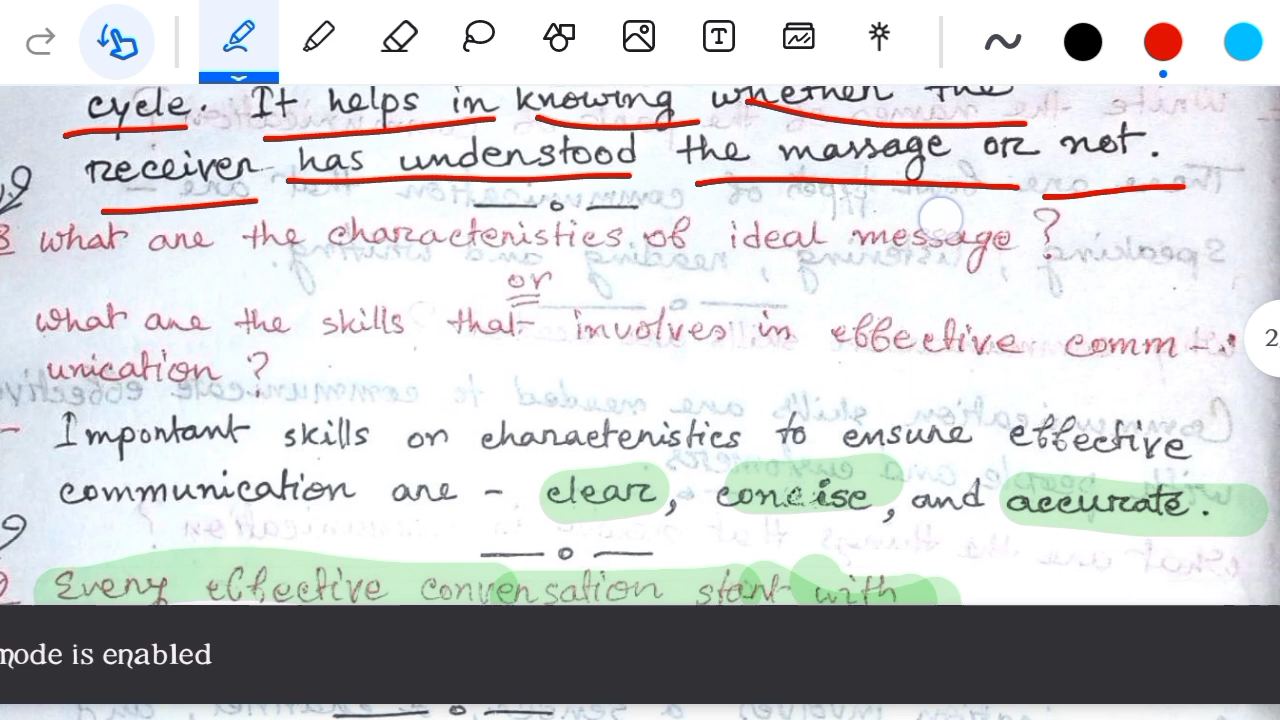 cycle. It helps in knowing whether the
receiver has understood the massage or not.
what are the characteristics of ideal message?
or
what are the skills that involves in effective comm-
unication?
Important skills or characteristics to ensure effective
communication are - clear, concise, and accurate.
Every effective conversation start with
mode is enabled
2